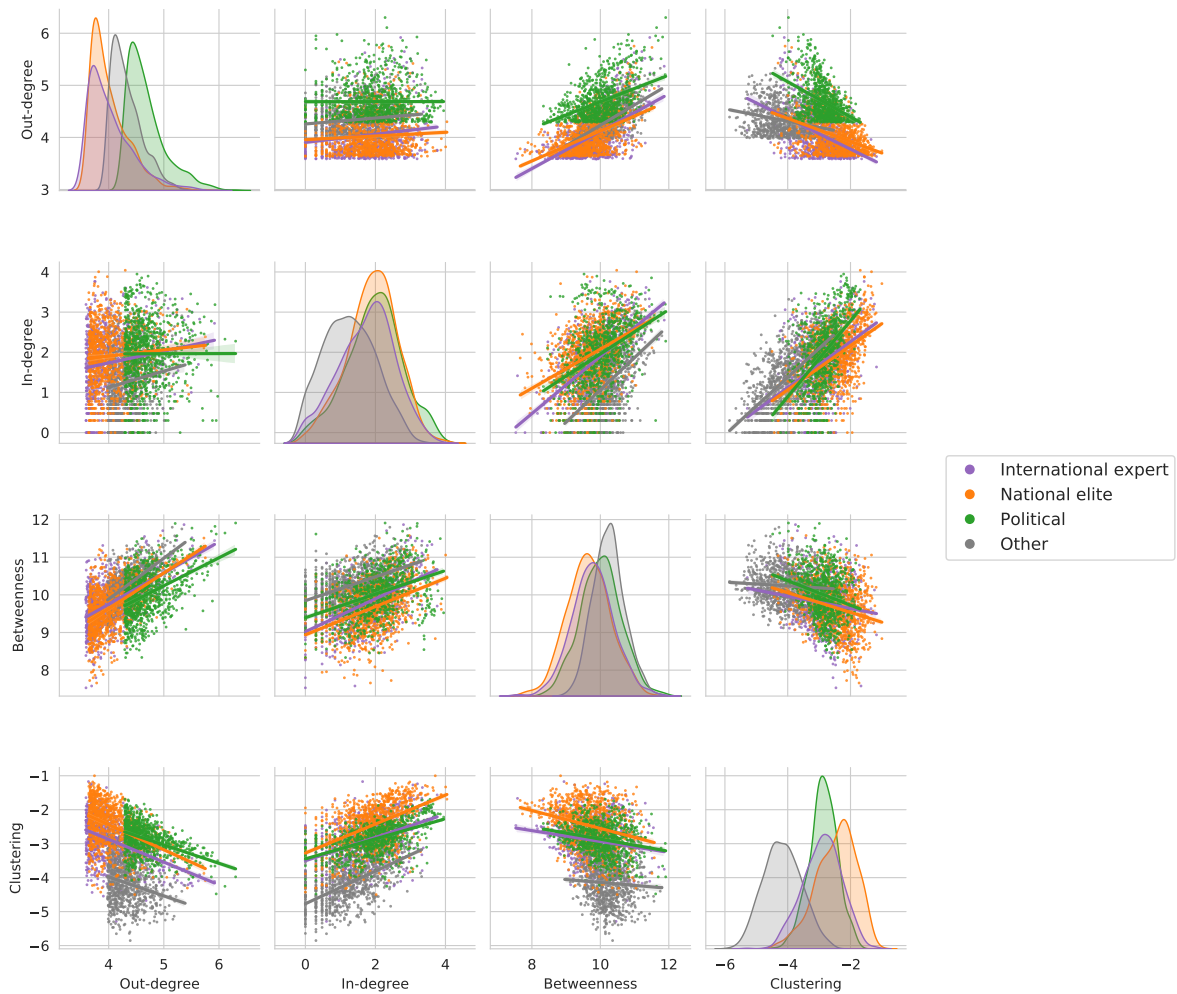 Out-degree
6
5
4
3
In-degree
4
3
2
1
0
International expert
National elite
Political
Other
Betweenness
12
11
10
9
8
Clustering
−1
−2
−3
−4
−5
−6
4 6
0 2 4
8 10 12
−6 −4 −2
Out-degree In-degree Betweenness Clustering